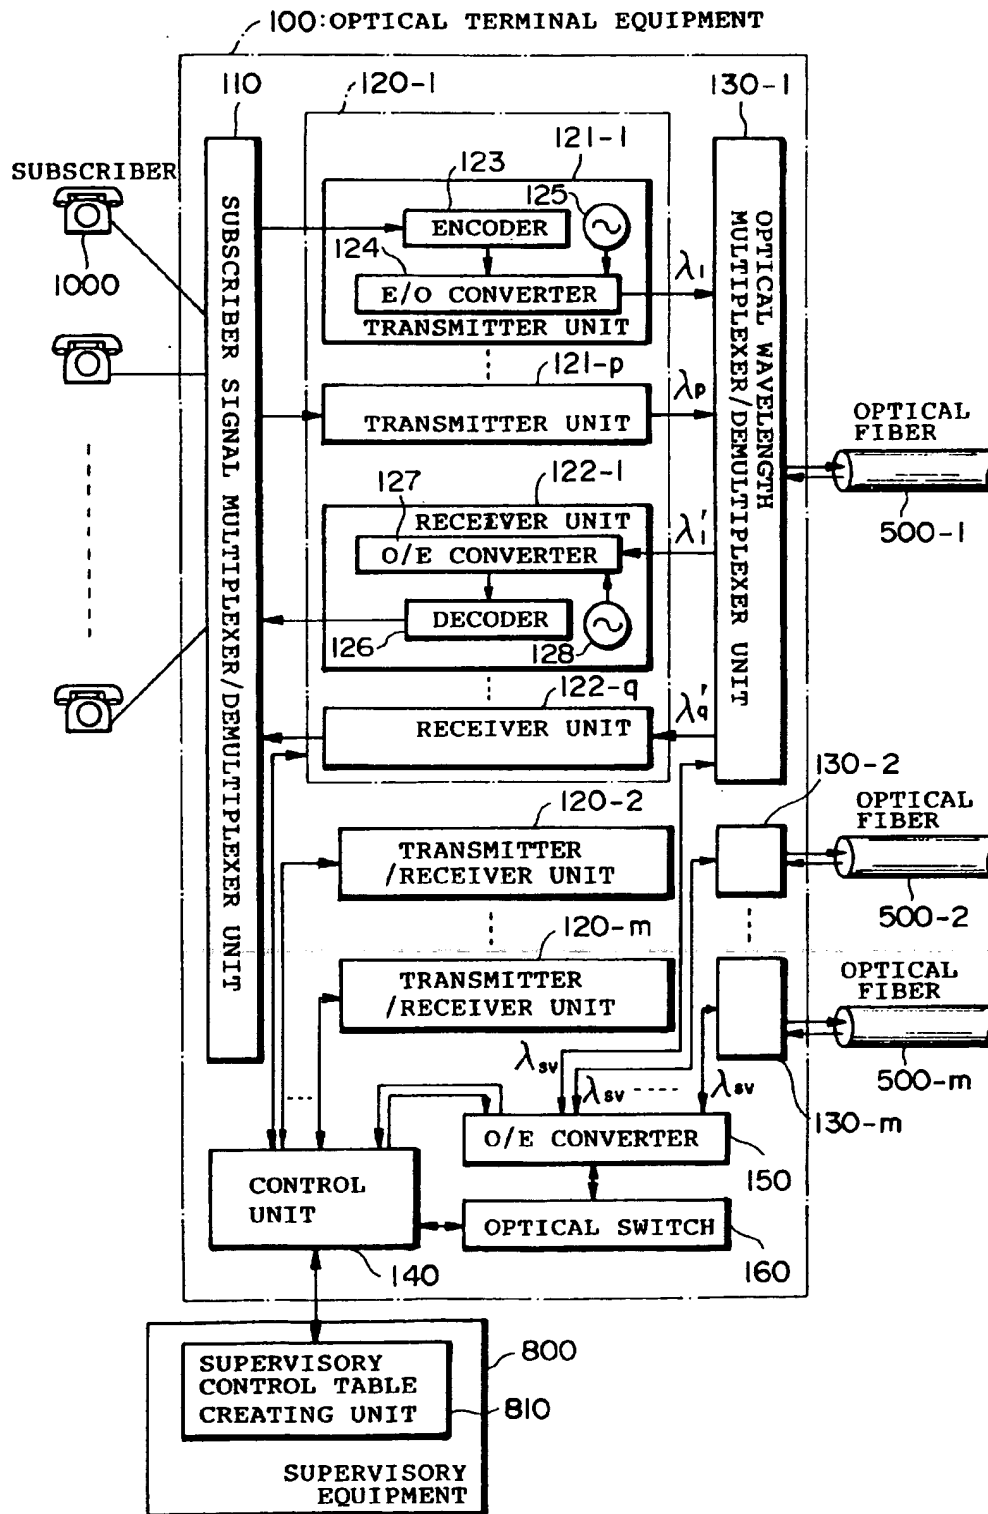 100:OPTICAL TERMINAL EQUIPMENT
110
120-1
130-1
SUBSCRIBER
1000
SUBSCRIBER SIGNAL MULTIPLEXER/DEMULTIPLEXER UNIT
121-1
123
125
ENCODER
124
E/O CONVERTER
TRANSMITTER UNIT
λ1
OPTICAL WAVELENGTH
MULTIPLEXER/DEMULTIPLEXER UNIT
121-p
TRANSMITTER UNIT
λp
OPTICAL
FIBER
500-1
122-1
127
RECEIVER UNIT
O/E CONVERTER
λ1'
DECODER
126
128
122-q
RECEIVER UNIT
λq'
130-2
120-2
TRANSMITTER
/RECEIVER UNIT
OPTICAL
FIBER
500-2
120-m
TRANSMITTER
/RECEIVER UNIT
OPTICAL
FIBER
500-m
λsv
λsv
λsv
130-m
O/E CONVERTER
150
CONTROL
UNIT
140
OPTICAL SWITCH
160
800
SUPERVISORY
CONTROL TABLE
CREATING UNIT
810
SUPERVISORY
EQUIPMENT